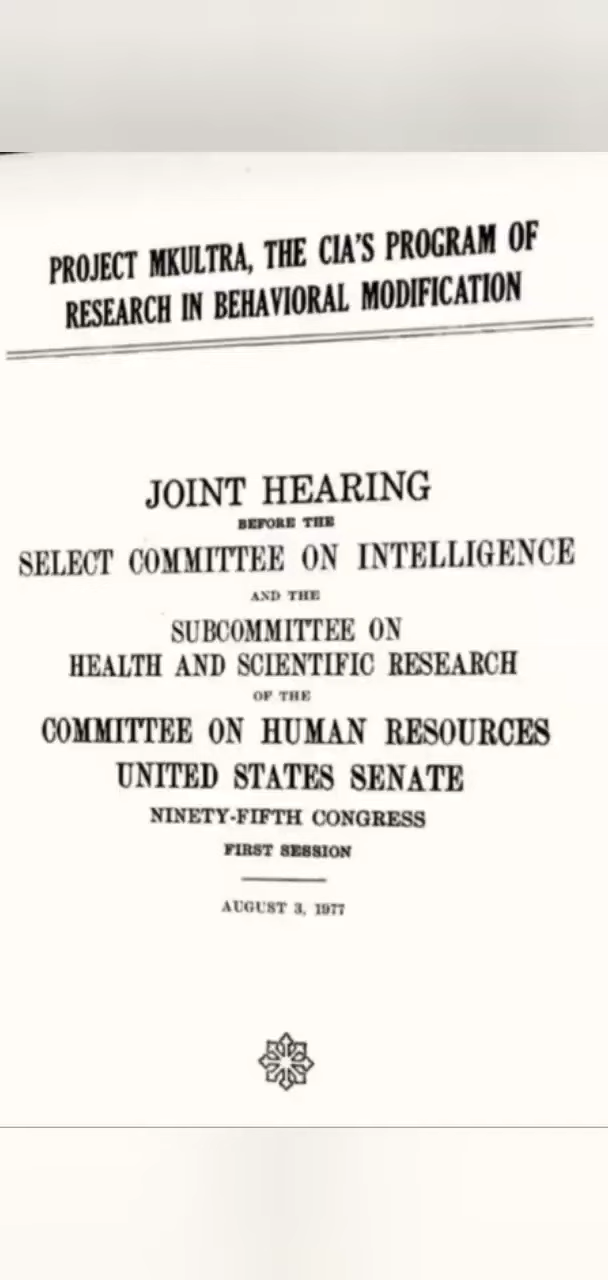 PROJECT MKULTRA, THE CIA'S PROGRAM OF
RESEARCH IN BEHAVIORAL MODIFICATION
JOINT HEARING
BEFORE THE
SELECT COMMITTEE ON INTELLIGENCE
AND THE
SUBCOMMITTEE ON
HEALTH AND SCIENTIFIC RESEARCH
OF THE
COMMITTEE ON HUMAN RESOURCES
UNITED STATES SENATE
NINETY-FIFTH CONGRESS
FIRST SESSION
AUGUST 3, 1977